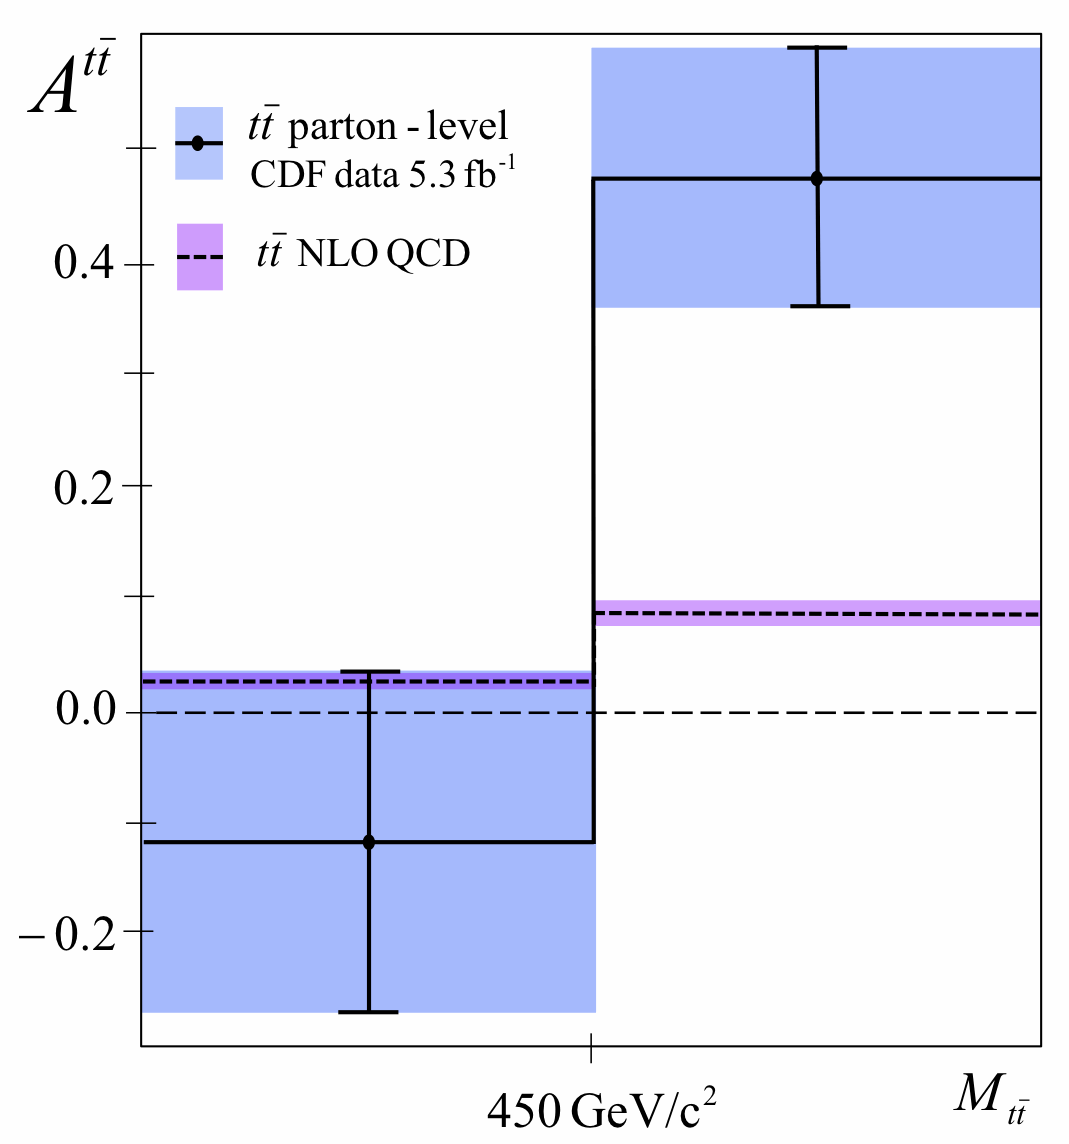 A^{tt̄}
tt̄ parton - level
CDF data 5.3 fb⁻¹
tt̄ NLO QCD
0.4
0.2
0.0
– 0.2
450 GeV/c²
M_{tt̄}